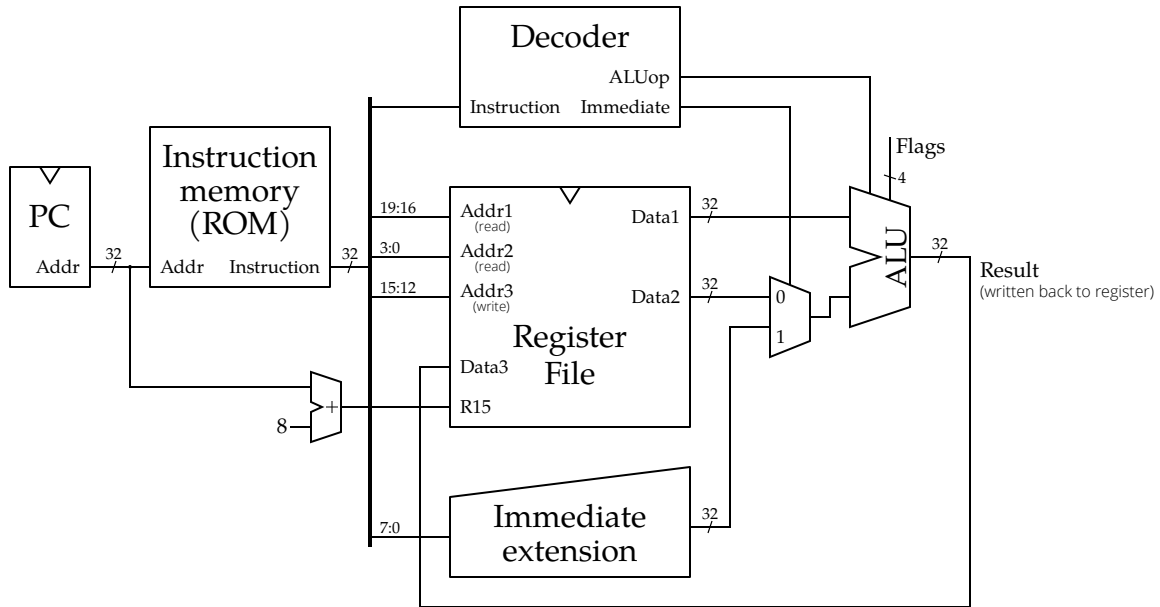 Decoder
ALUop
Instruction Immediate
Instruction
memory
(ROM)
Addr Instruction
PC
Addr
32
32
19:16
3:0
15:12
Addr1
(read)
Addr2
(read)
Addr3
(write)
Data1
Data2
Register
File
Data3
R15
32
32
0
1
Flags
4
ALU
32
Result
(written back to register)
+
8
7:0
Immediate
extension
32